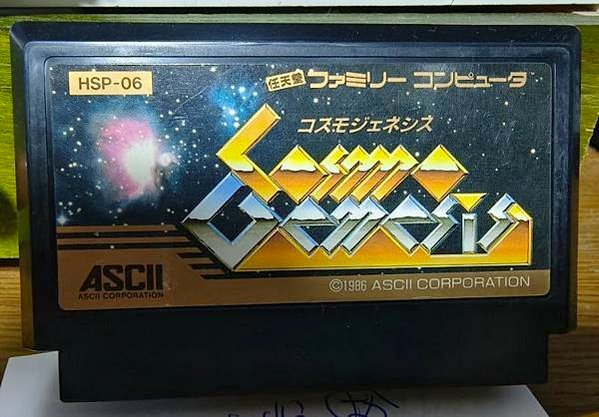 HSP-06
任天堂 ファミリー コンピュータ
コスモジェネシス
Cosmo
Genesis
ASCII
ASCII CORPORATION
©1986 ASCII CORPORATION